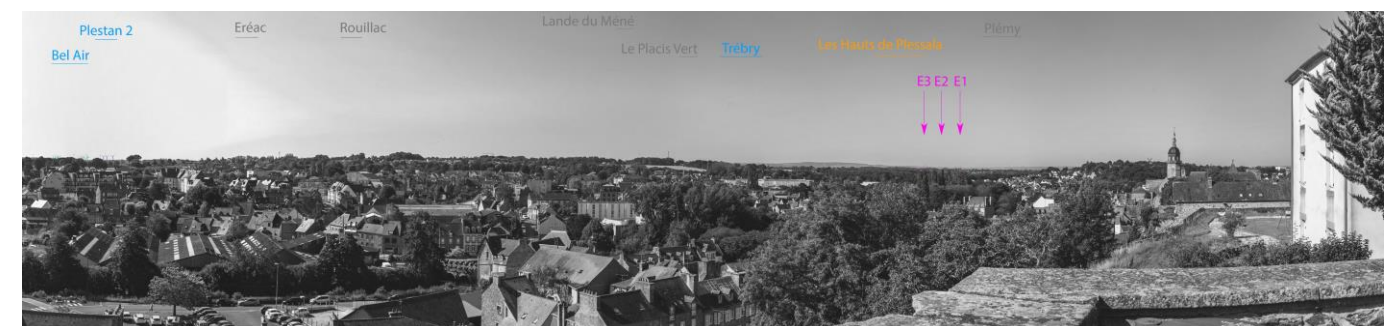 Plestan 2
Bel Air
Eréac
Rouillac
Lande du Méné
Le Placis Vert
Trébry
Les Hauts de Plessala
E3 E2 E1
Plémy